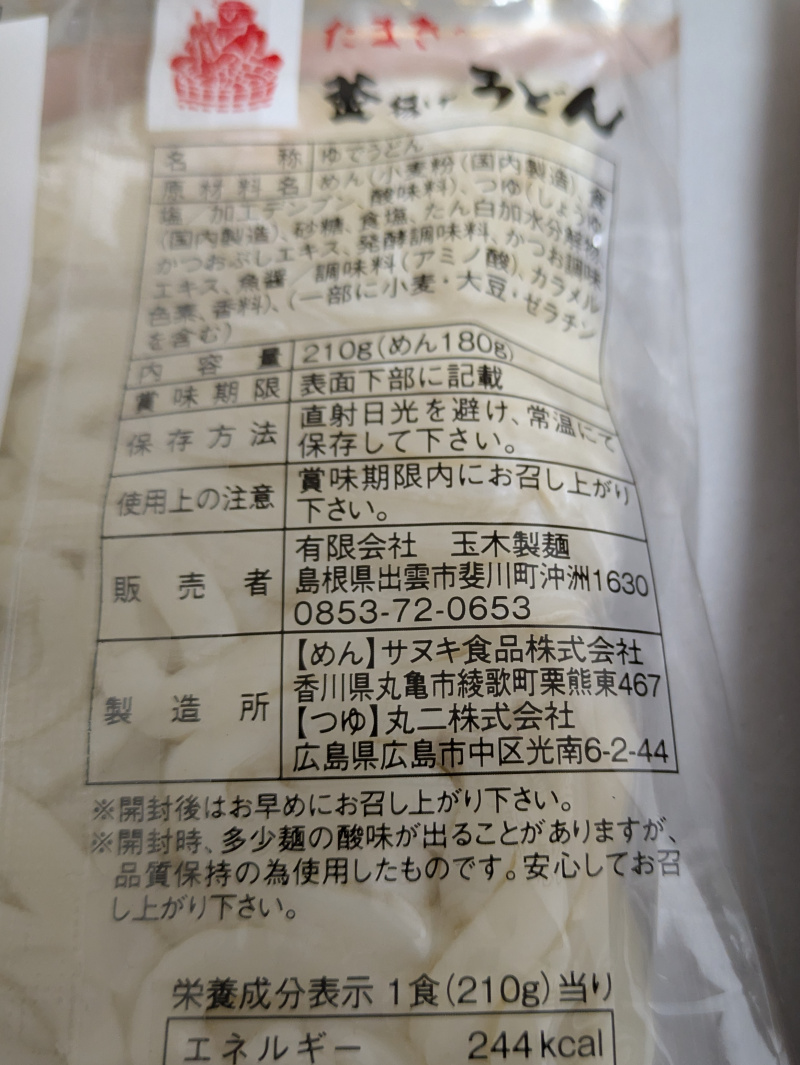 釜揚げうどん
名称 ゆでうどん
原材料名 めん(小麦粉(国内製造)、食
塩/加工デンプン、酸味料)、つゆ(しょうゆ
(国内製造)、砂糖、食塩、たん白加水分解物、
かつおぶしエキス、発酵調味料、かつお調味
エキス、魚醤/調味料(アミノ酸)、カラメル
色素、香料)、(一部に小麦・大豆・ゼラチン
を含む)
内容量 210g(めん180g)
賞味期限 表面下部に記載
保存方法 直射日光を避け、常温にて
保存して下さい。
使用上の注意 賞味期限内にお召し上がり
下さい。
販売者 有限会社 玉木製麺
島根県出雲市斐川町沖洲1630
0853-72-0653
製造所 【めん】サヌキ食品株式会社
香川県丸亀市綾歌町栗熊東467
【つゆ】丸二株式会社
広島県広島市中区光南6-2-44
※開封後はお早めにお召し上がり下さい。
※開封時、多少麺の酸味が出ることがありますが、
品質保持の為使用したものです。安心してお召
し上がり下さい。
栄養成分表示 1食(210g)当り
エネルギー 244kcal